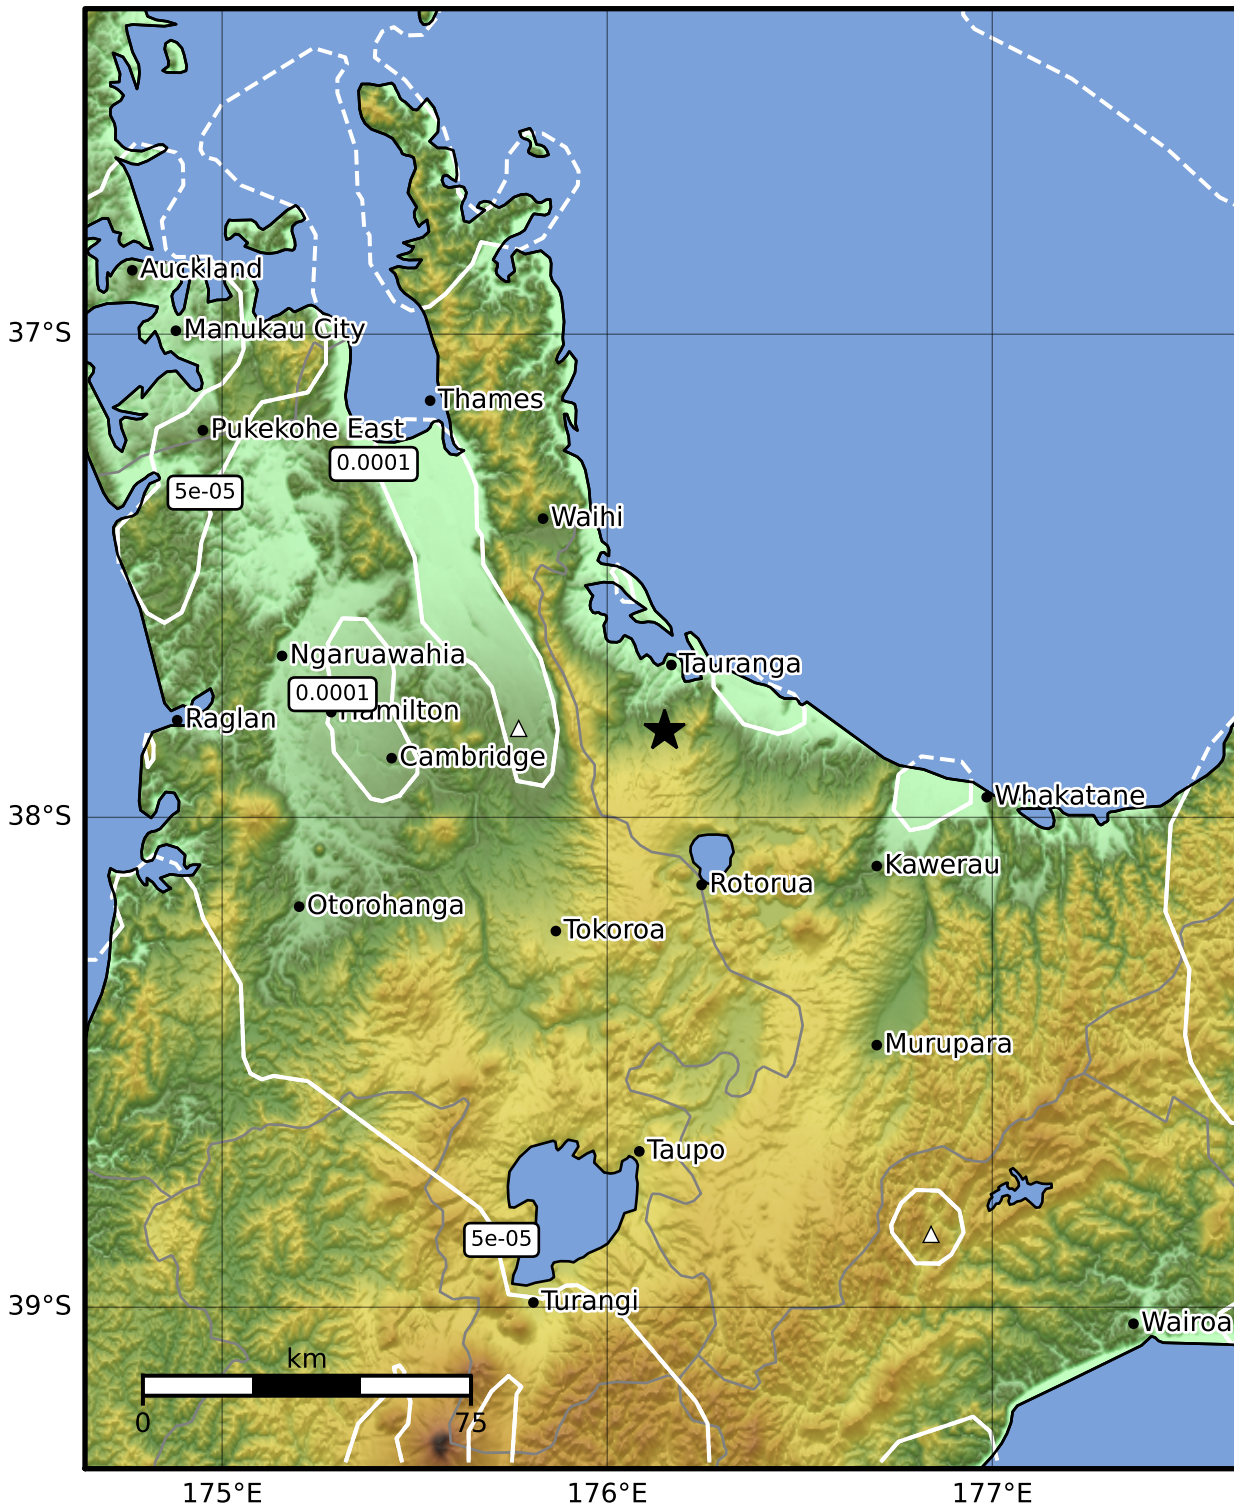 Auckland
37°S
Manukau City
Thames
Pukekohe East
0.0001
5e-05
Waihi
Ngaruawahia
Tauranga
0.0001
Hamilton
Raglan
Cambridge
Whakatane
38°S
Kawerau
Rotorua
Otorohanga
Tokoroa
Murupara
Taupo
5e-05
Turangi
39°S
Wairoa
km
0 75
175°E 176°E 177°E